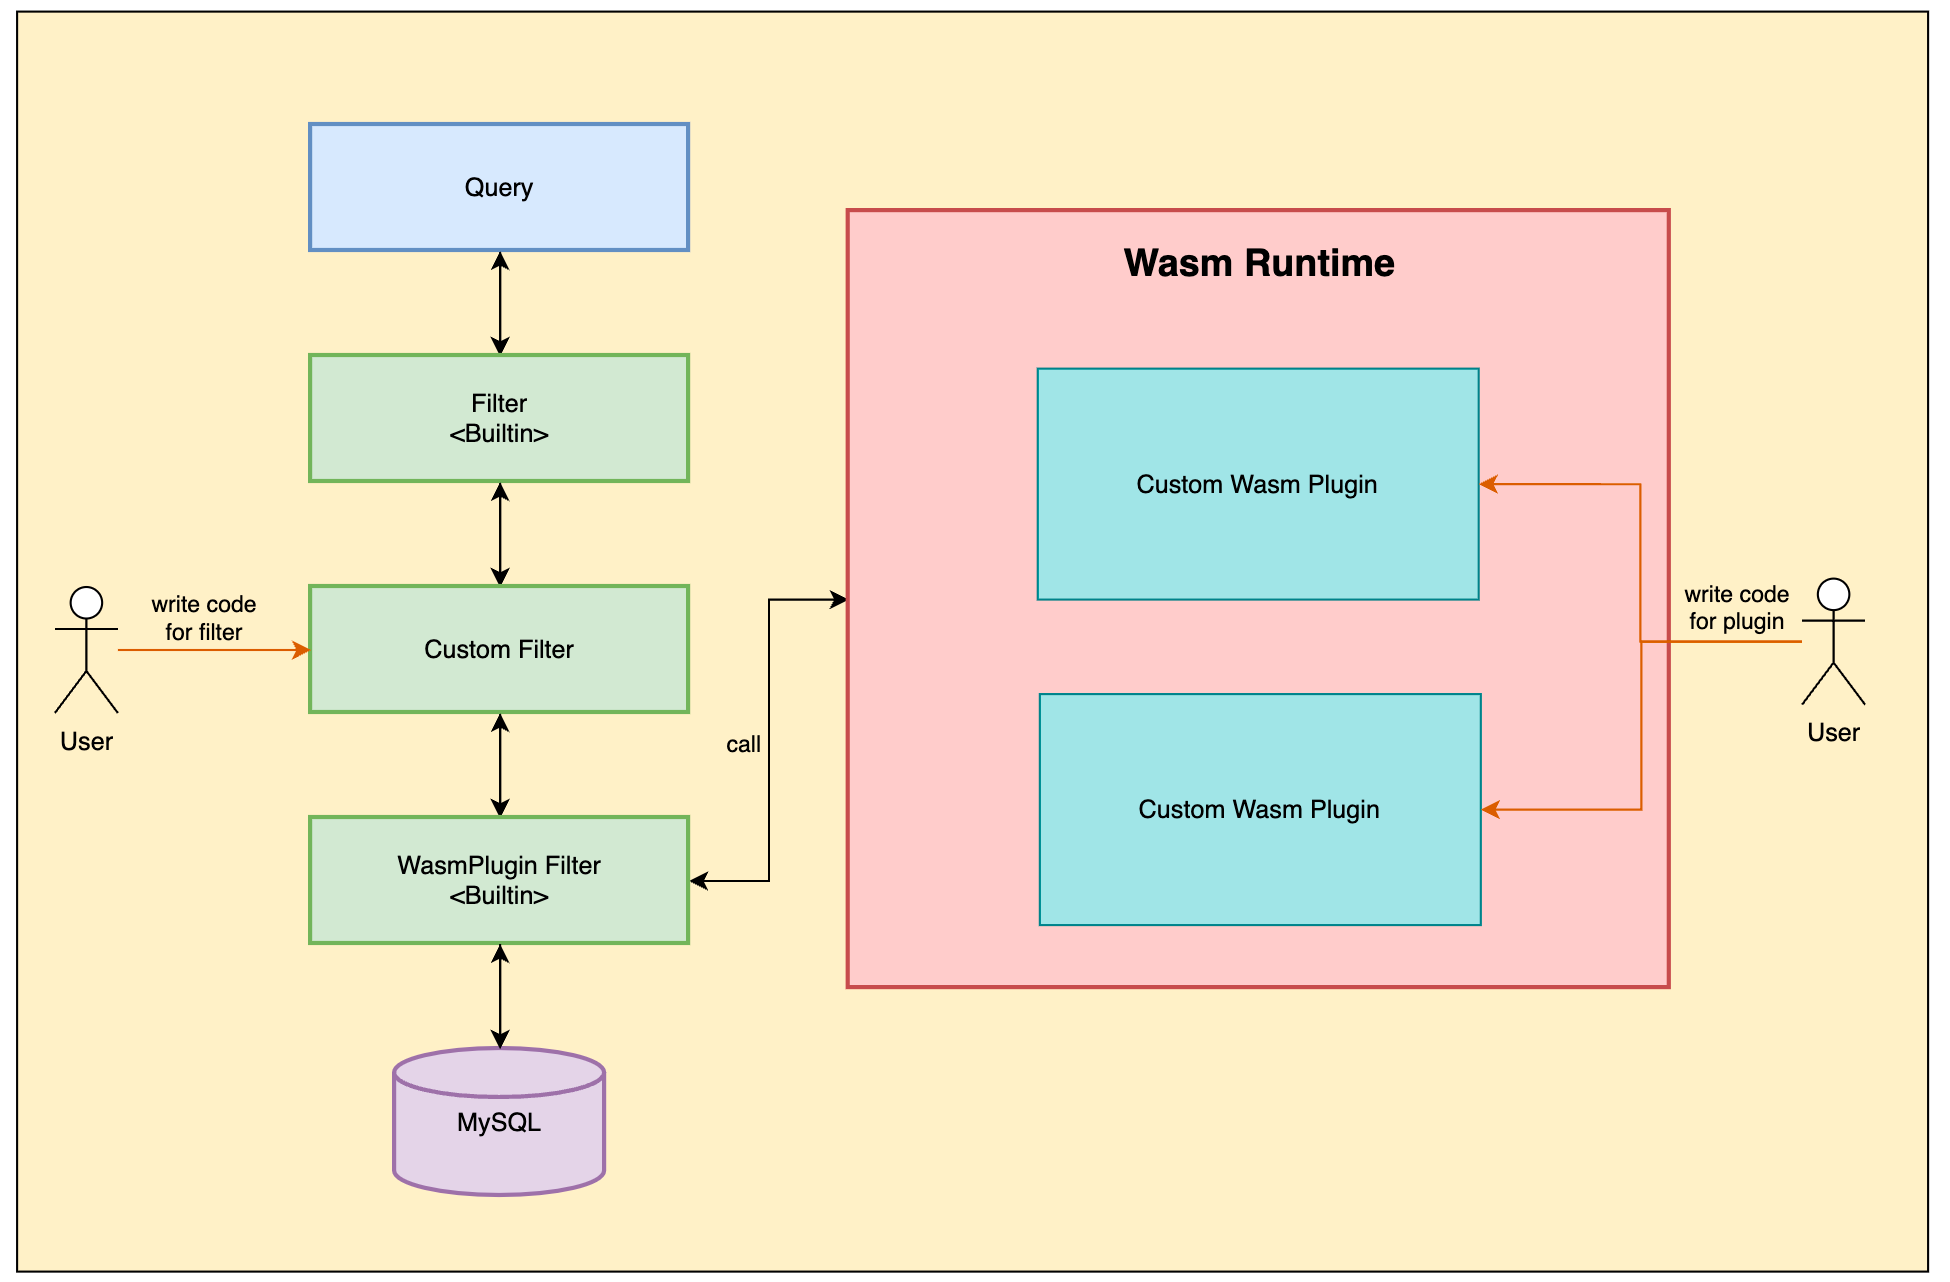 Query
Filter
<Builtin>
Custom Filter
WasmPlugin Filter
<Builtin>
MySQL
write code
for filter
User
call
Wasm Runtime
Custom Wasm Plugin
Custom Wasm Plugin
write code
for plugin
User